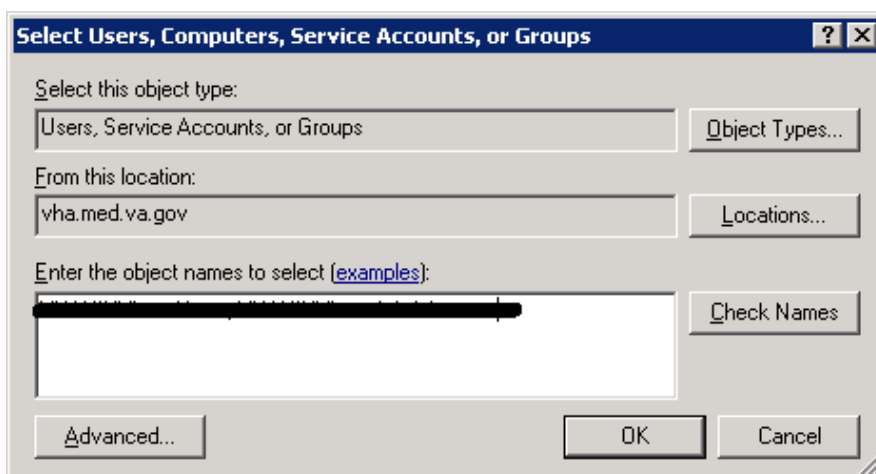 Select Users, Computers, Service Accounts, or Groups
Select this object type:
Users, Service Accounts, or Groups
Object Types...
From this location:
vha.med.va.gov
Locations...
Enter the object names to select (examples):
Check Names
Advanced...
OK
Cancel